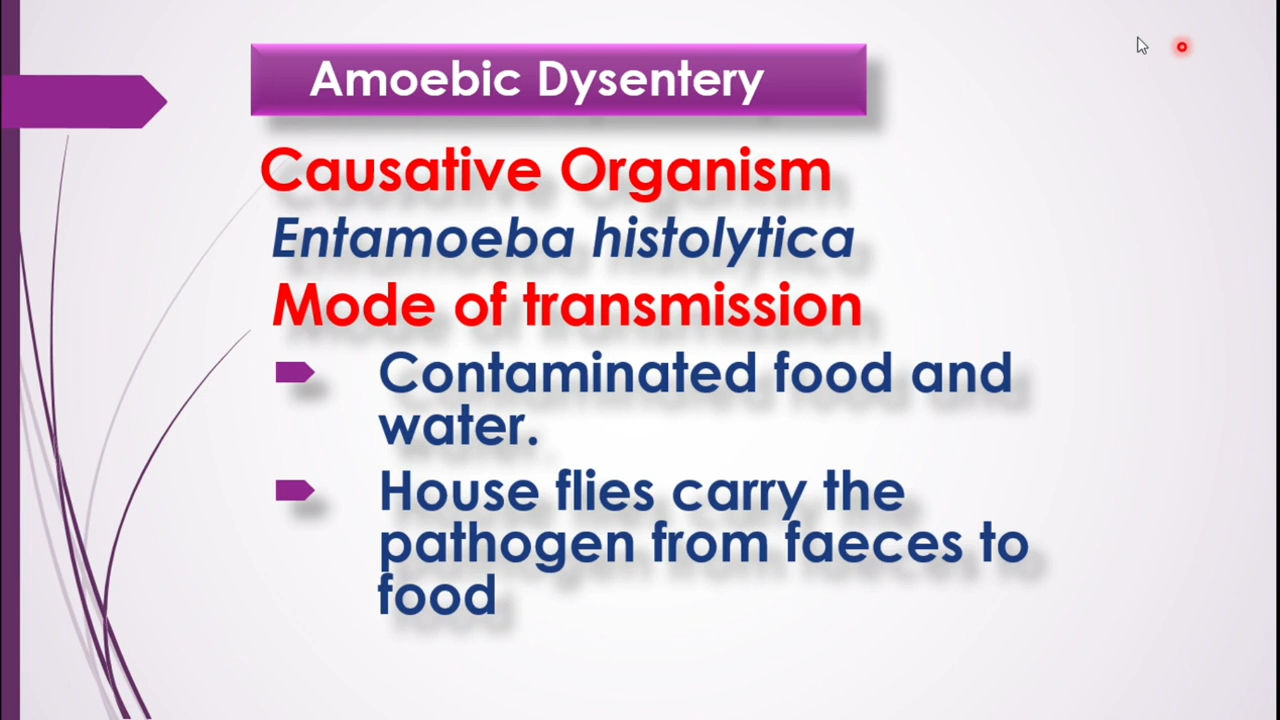 Amoebic Dysentery
Causative Organism
Entamoeba histolytica
Mode of transmission
Contaminated food and
water.
House flies carry the
pathogen from faeces to
food